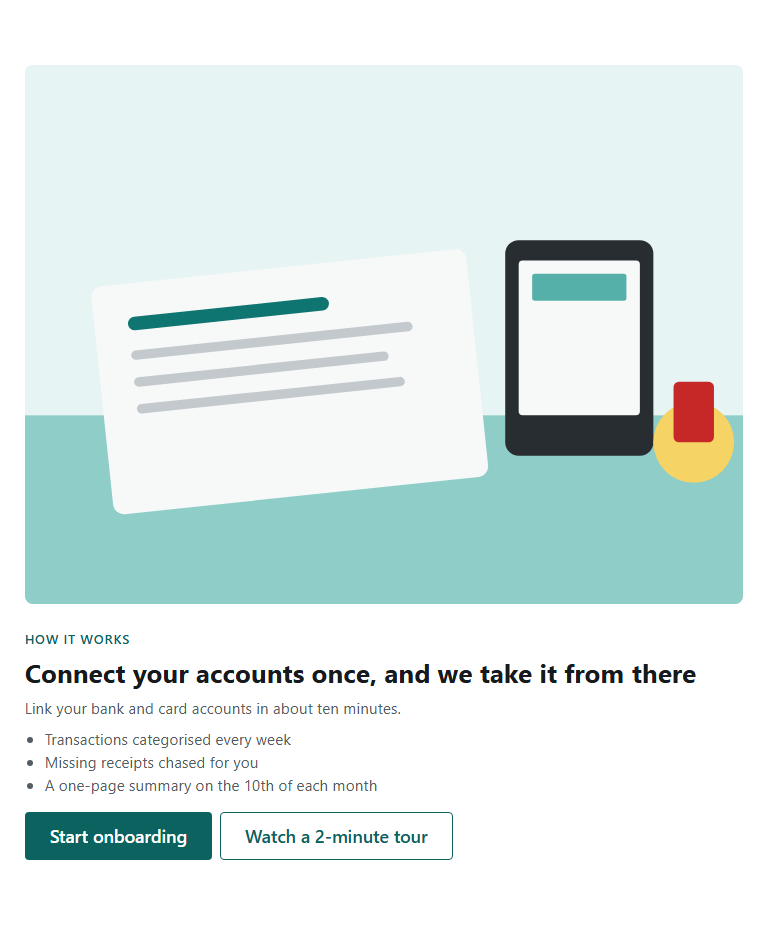 HOW IT WORKS
Connect your accounts once, and we take it from there
Link your bank and card accounts in about ten minutes.
Transactions categorised every week
Missing receipts chased for you
A one-page summary on the 10th of each month
Start onboarding
Watch a 2-minute tour